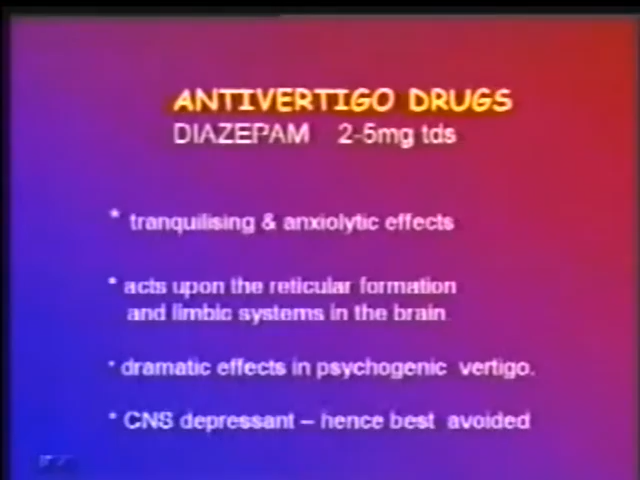 ANTIVERTIGO DRUGS
DIAZEPAM 2-5mg tds
* tranquilising & anxiolytic effects
* acts upon the reticular formation
and limbic systems in the brain
* dramatic effects in psychogenic vertigo.
* CNS depressant – hence best avoided